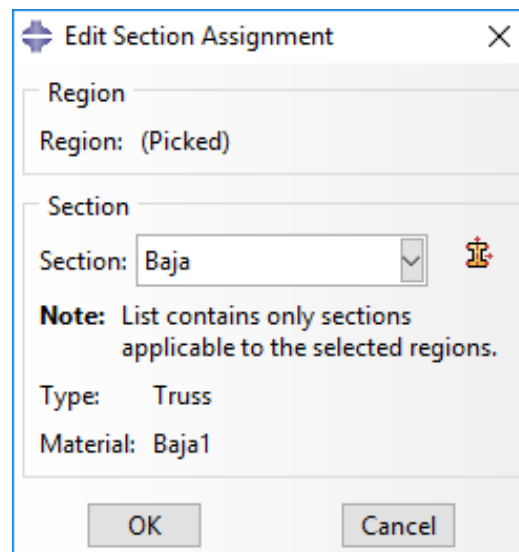 Edit Section Assignment
Region
Region: (Picked)
Section
Section: Baja
Note: List contains only sections
applicable to the selected regions.
Type: Truss
Material: Baja1
OK Cancel